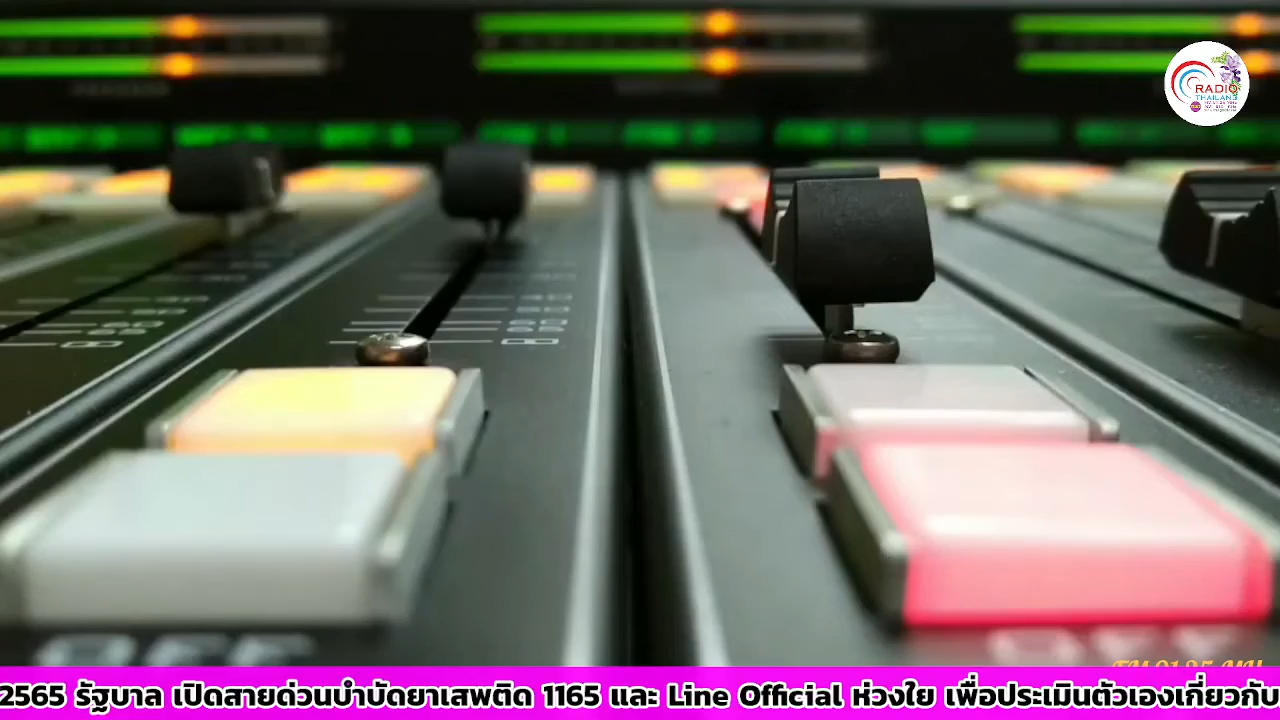 RADIO
THAILAND
OFF
OFF
2565 รัฐบาล เปิดสายด่วนบำบัดยาเสพติด 1165 และ Line Official ห่วงใย เพื่อประเมินตัวเองเกี่ยวกับ